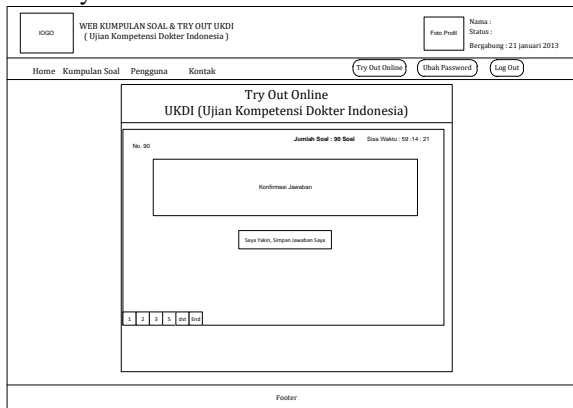 lOGO
WEB KUMPULAN SOAL & TRY OUT UKDI
( Ujian Kompetensi Dokter Indonesia )
Foto Profil
Nama :
Status :
Bergabung : 21 januari 2013
Home Kumpulan Soal Pengguna Kontak
Try Out Online Ubah Password Log Out
Try Out Online
UKDI (Ujian Kompetensi Dokter Indonesia)
No. 90
Jumlah Soal : 90 Soal Sisa Waktu : 59 :14 : 21
Konfirmasi Jawaban
Saya Yakin, Simpan Jawaban Saya
1 2 3 5 dst End
Footer